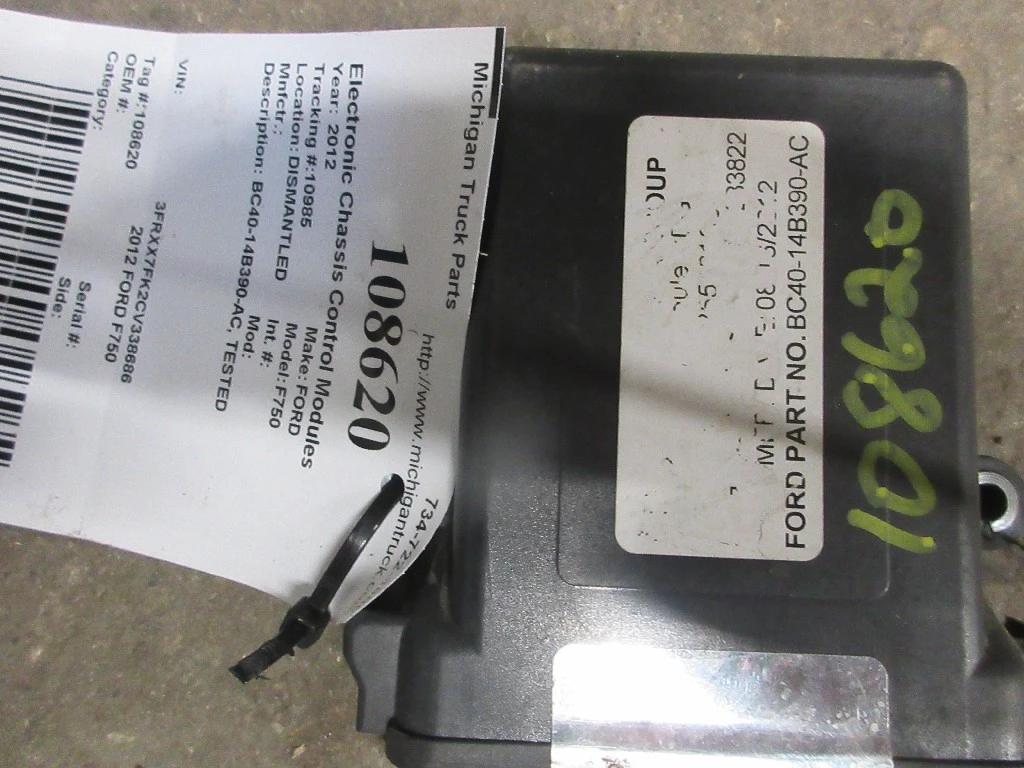 Michigan Truck Parts
http://www.michigantruck
108620
Electronic Chassis Control Modules
Year: 2012 Make: FORD
Tracking #:10985 Model: F750
Location: DISMANTLED Int. #:
Mnfctr.: Mod:
Description: BC40-14B390-AC, TESTED
VIN: 3FRXX7FK2CV338686
Tag #:108620 2012 FORD F750
OEM #: Serial #:
Category: Side:
33822
FORD PART NO. BC40-14B390-AC
108620